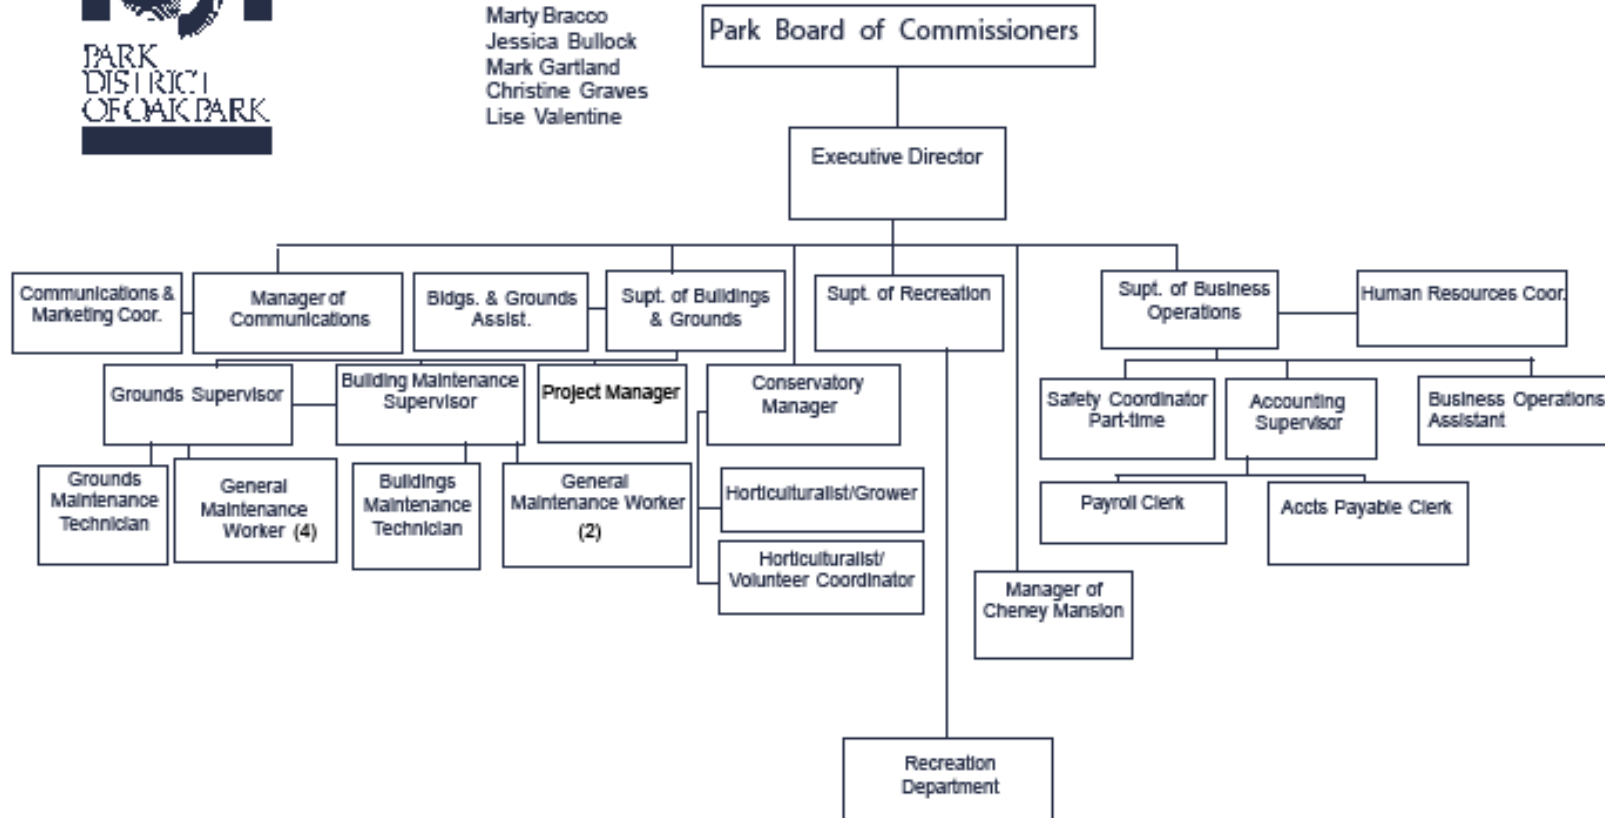 PARK
DISTRICT
OF OAK PARK
Marty Bracco
Jessica Bullock
Mark Gartland
Christine Graves
Lise Valentine
Park Board of Commissioners
Executive Director
Communications &
Marketing Coor.
Manager of
Communications
Bldgs. & Grounds
Assist.
Supt. of Buildings
& Grounds
Supt. of Recreation
Supt. of Business
Operations
Human Resources Coor.
Grounds Supervisor
Building Maintenance
Supervisor
Project Manager
Conservatory
Manager
Safety Coordinator
Part-time
Accounting
Supervisor
Business Operations
Assistant
Grounds
Maintenance
Technician
General
Maintenance
Worker (4)
Buildings
Maintenance
Technician
General
Maintenance Worker
(2)
Horticulturalist/Grower
Horticulturalist/
Volunteer Coordinator
Payroll Clerk
Accts Payable Clerk
Manager of
Cheney Mansion
Recreation
Department